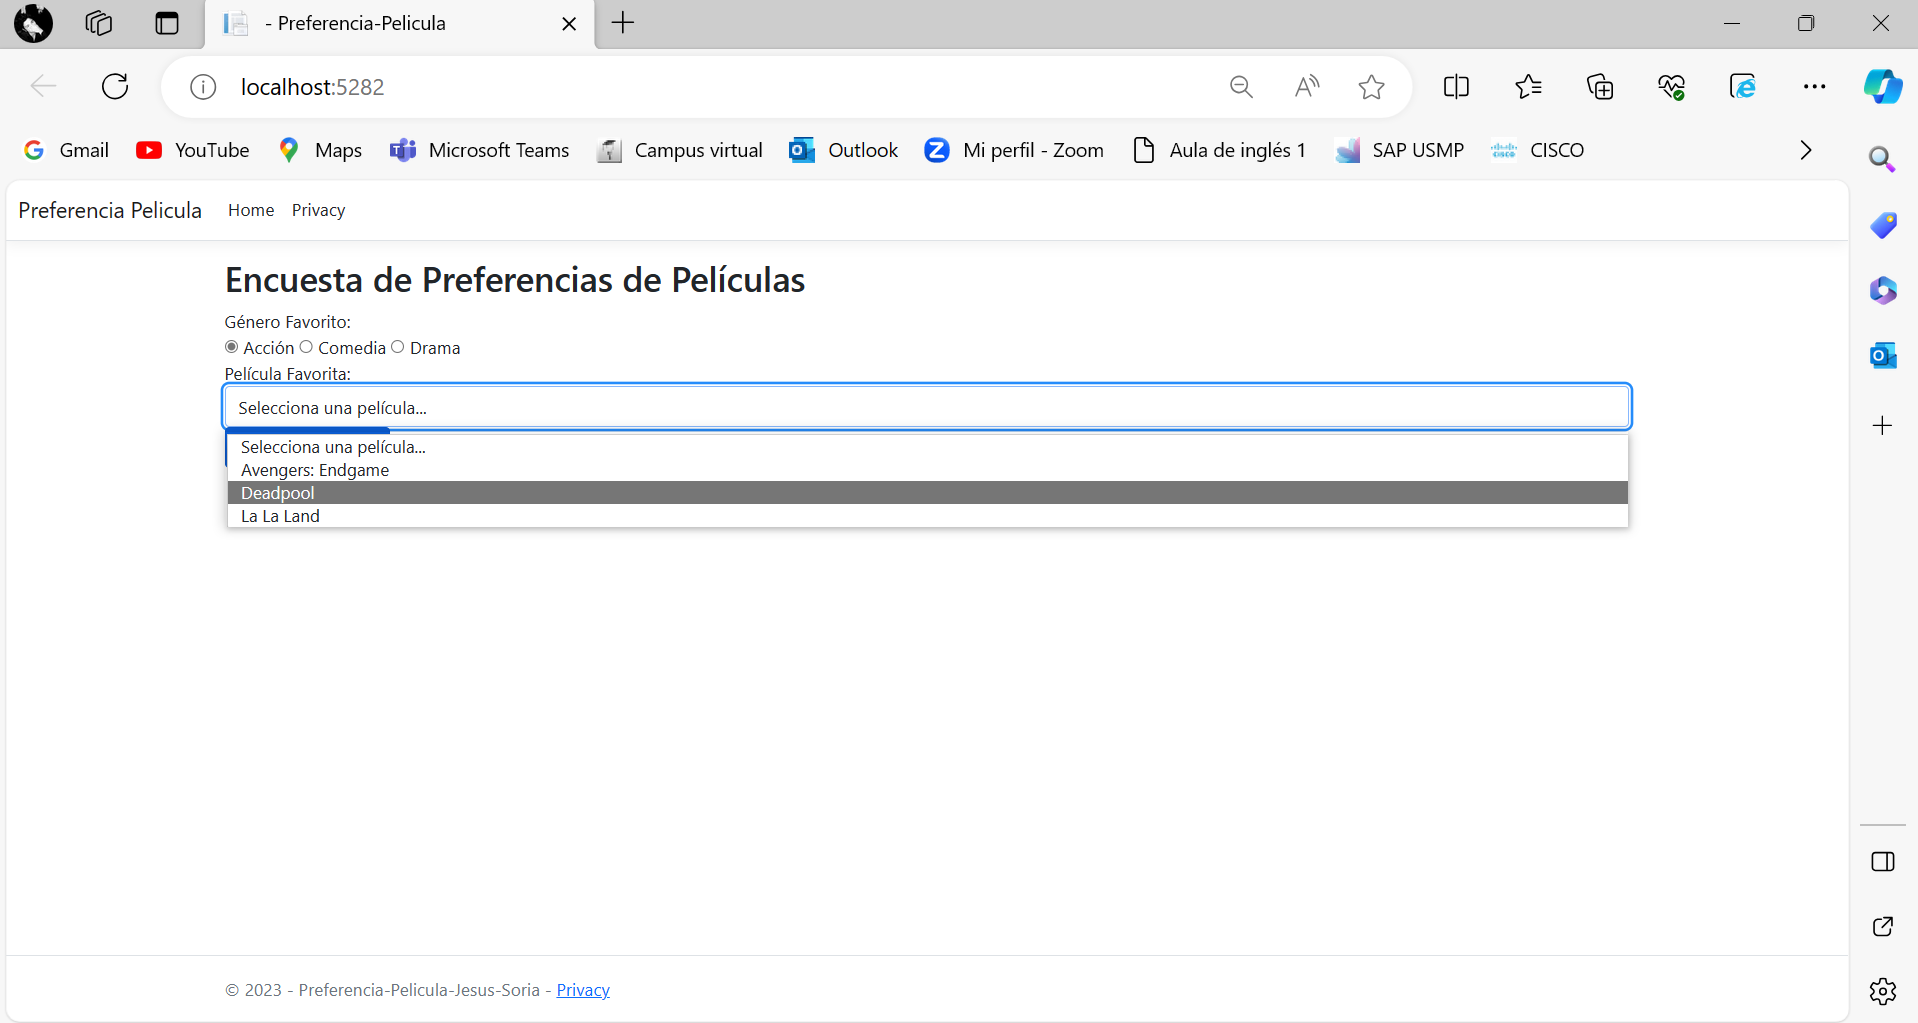 - Preferencia-Pelicula
localhost:5282
Gmail YouTube Maps Microsoft Teams Campus virtual Outlook Mi perfil - Zoom Aula de inglés 1 SAP USMP CISCO
Preferencia Pelicula Home Privacy
Encuesta de Preferencias de Películas
Género Favorito:
Acción Comedia Drama
Película Favorita:
Selecciona una película...
Selecciona una película...
Avengers: Endgame
Deadpool
La La Land
© 2023 - Preferencia-Pelicula-Jesus-Soria - Privacy